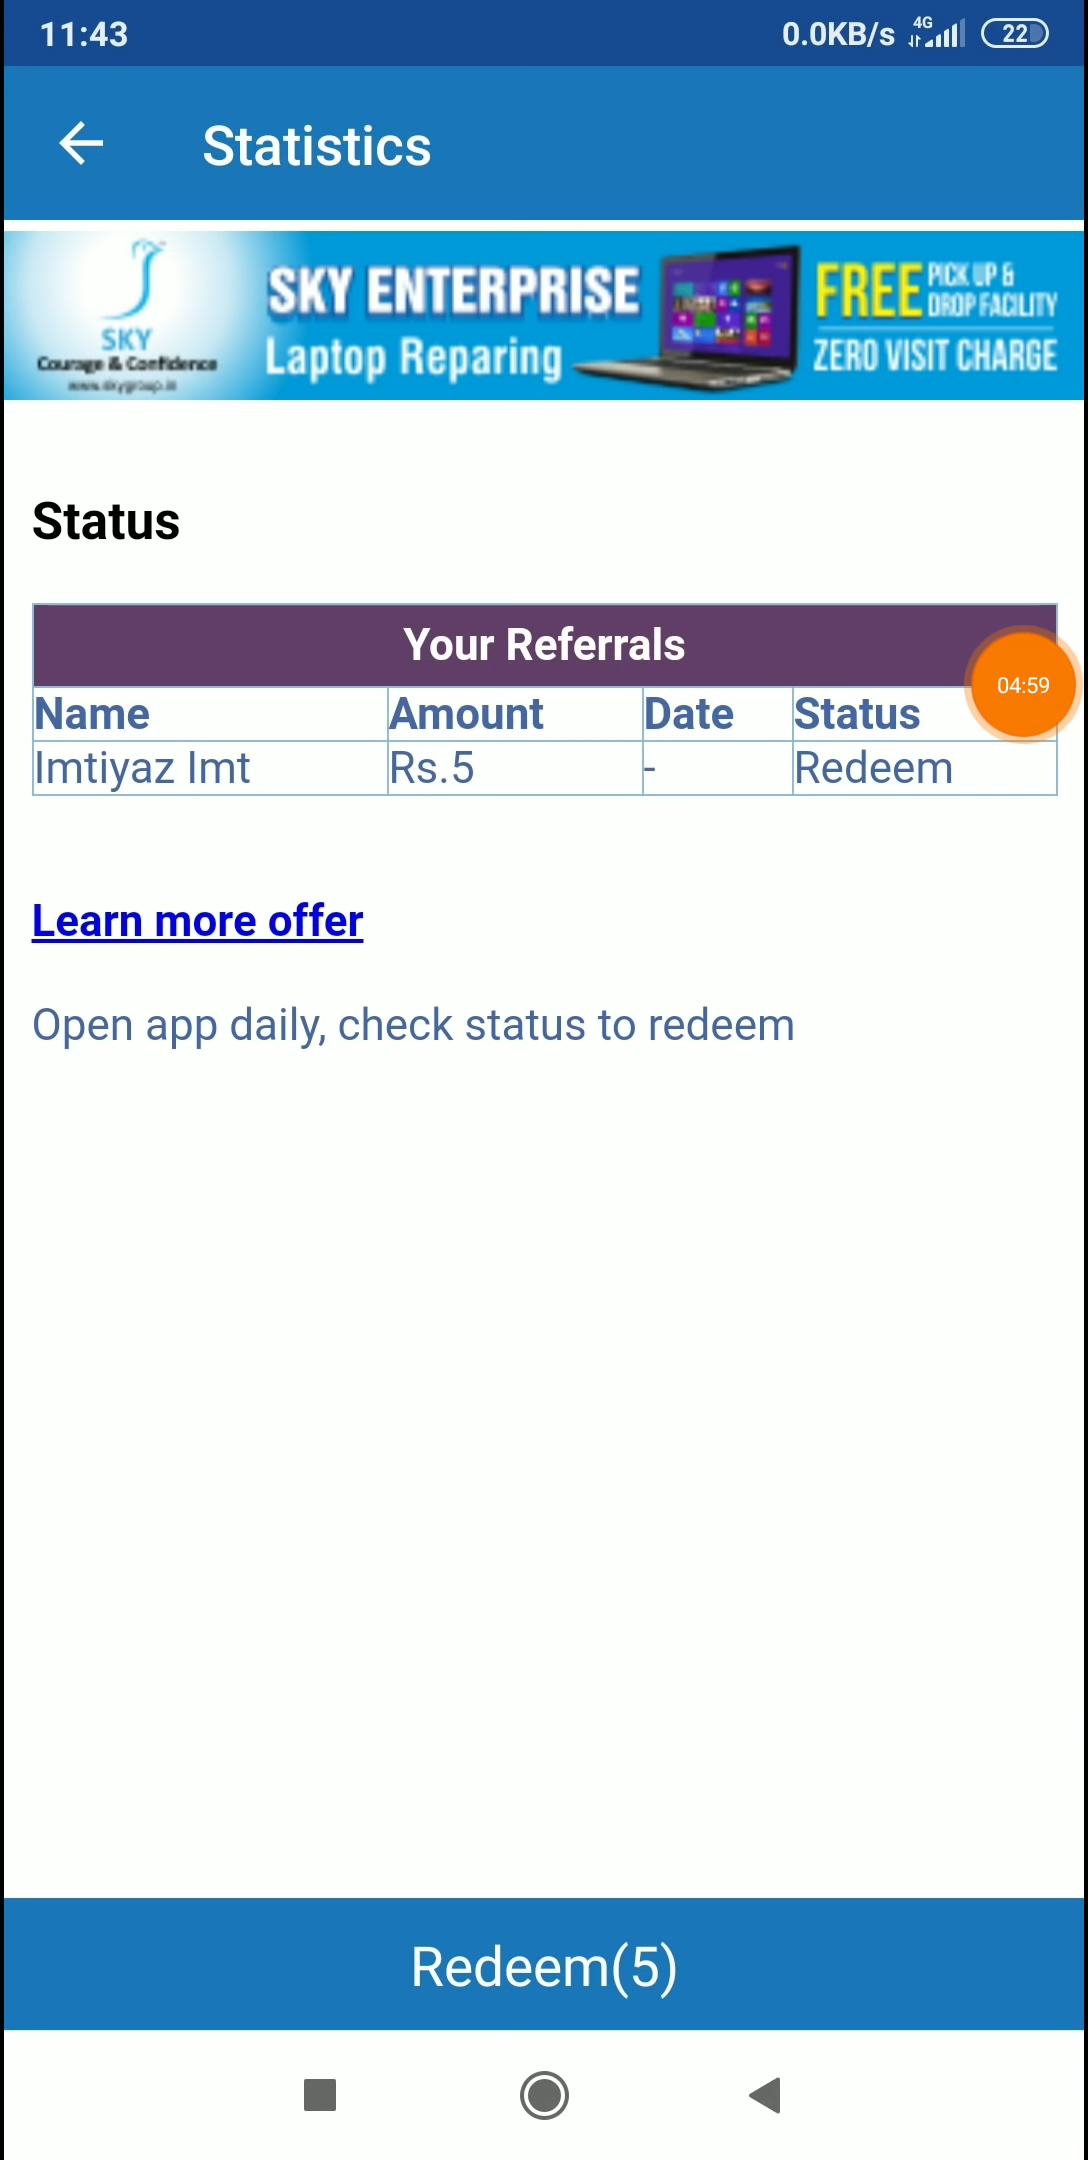 11:43
0.0KB/s 4G 22
Statistics
SKY
Courage & Confidence
SKY ENTERPRISE
Laptop Reparing
FREE PICK UP & DROP FACILITY
ZERO VISIT CHARGE
Status
Your Referrals
04:59
Name Amount Date Status
Imtiyaz Imt Rs.5 - Redeem
Learn more offer
Open app daily, check status to redeem
Redeem(5)